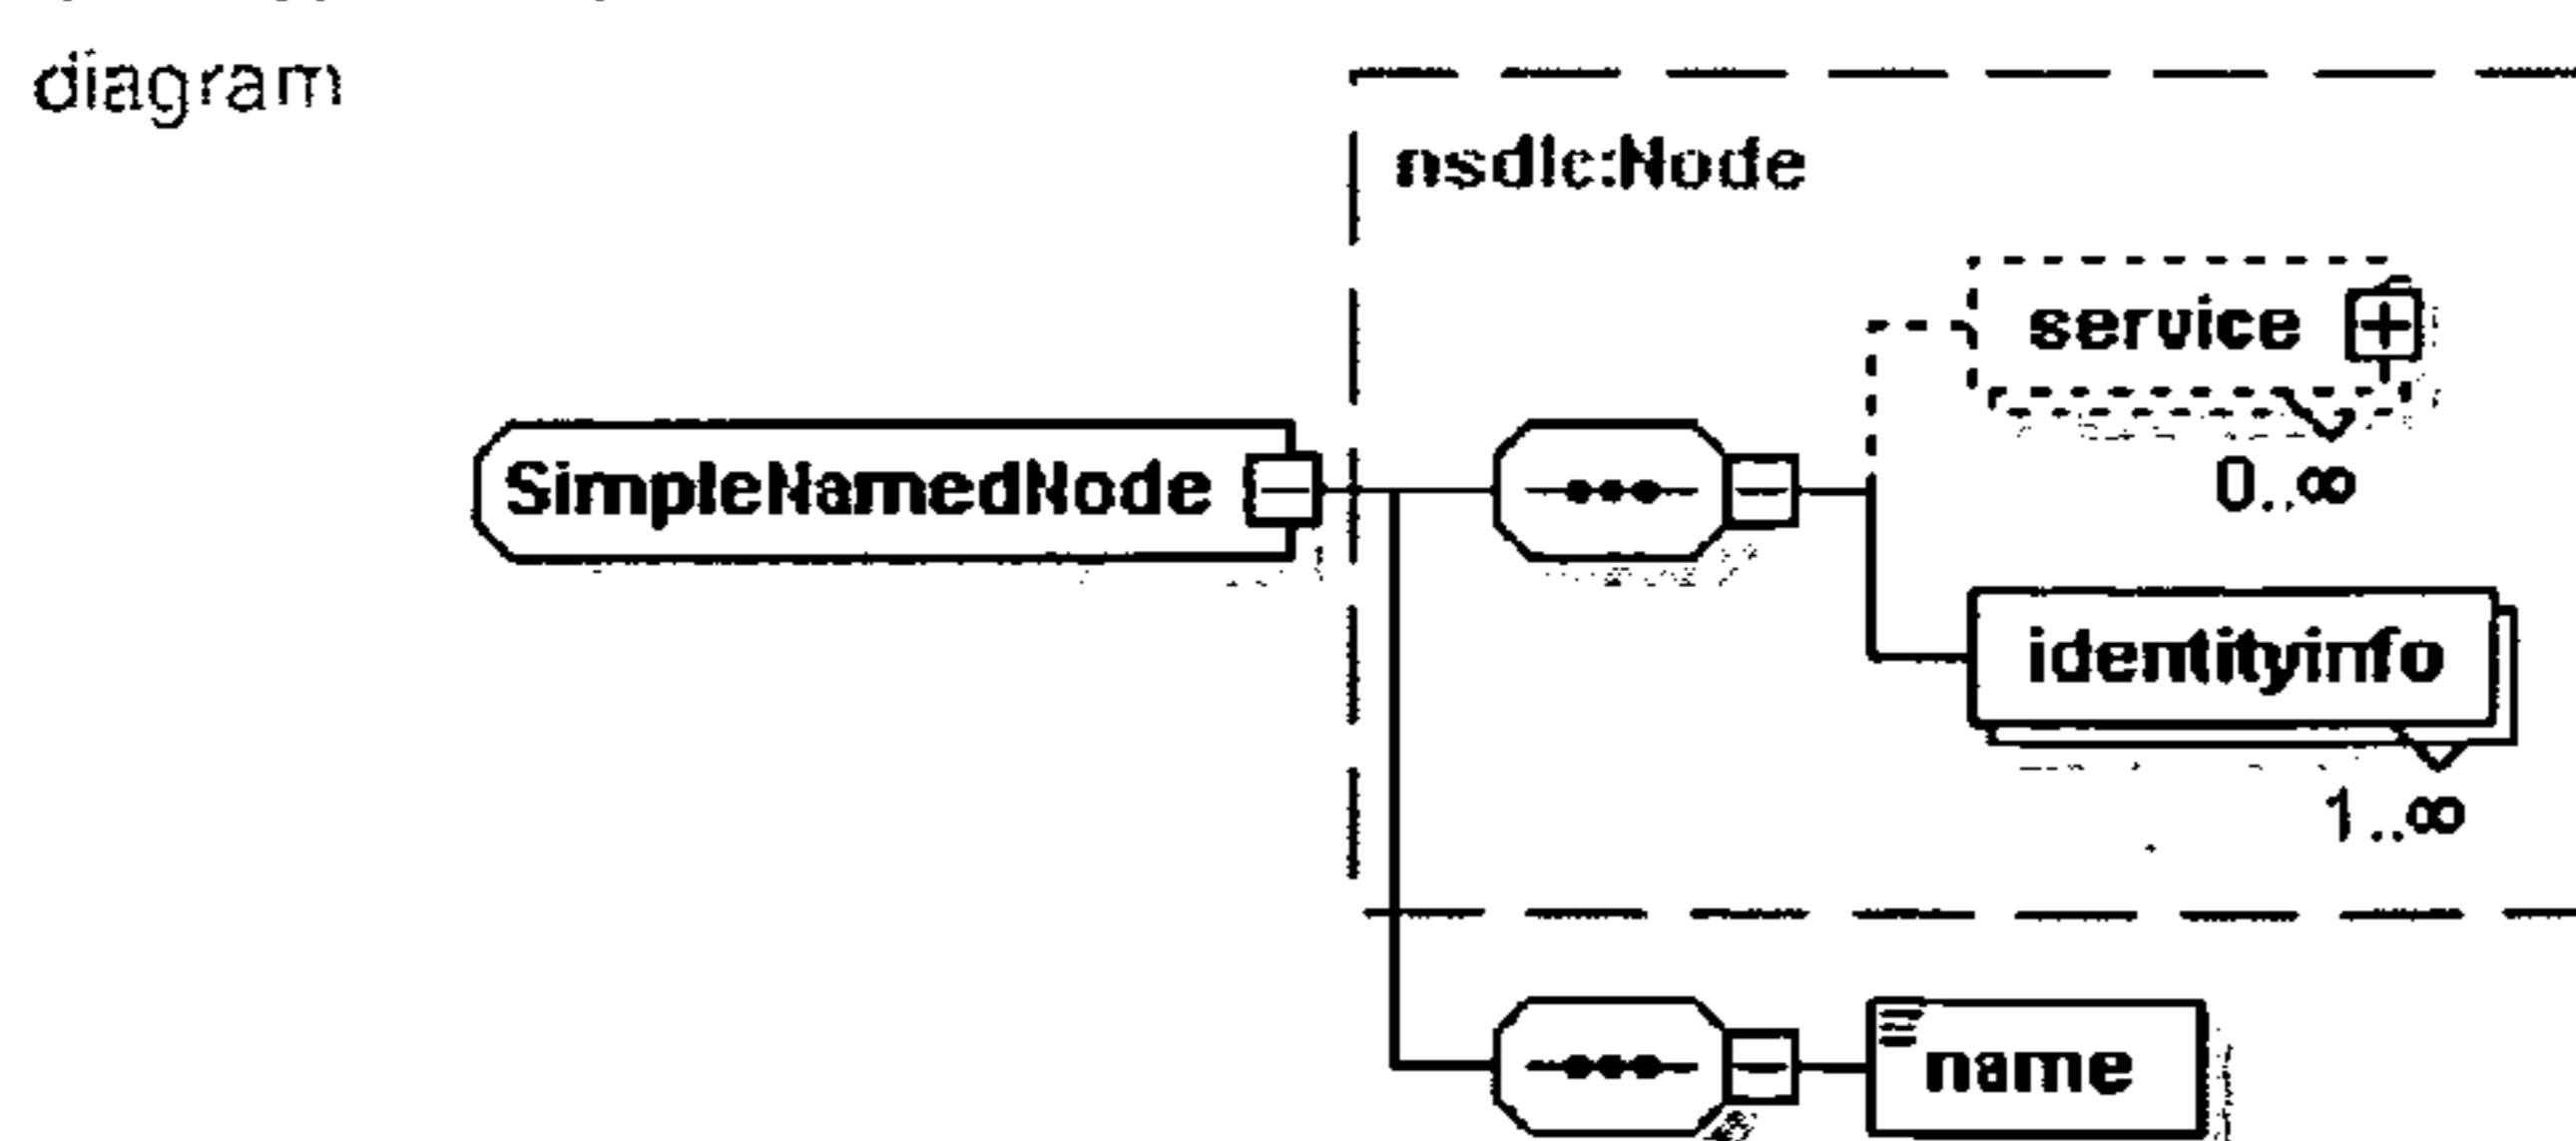 diagram
nsdlc:Node
service
0..∞
SimpleNamedNode
identityinfo
1..∞
name